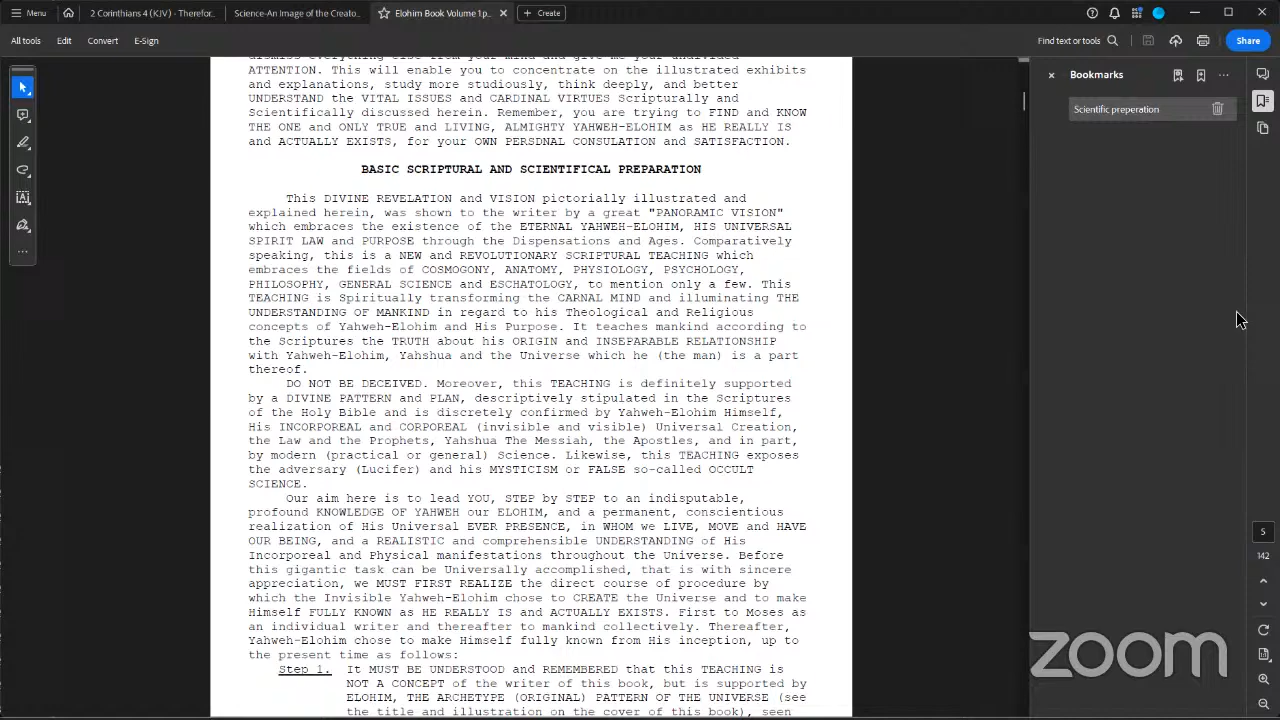 Menu
2 Corinthians 4 (KJV) - Therefor...
Science-An Image of the Creato...
Elohim Book Volume 1p...
Create
All tools
Edit
Convert
E-Sign
Find text or tools
Share
ATTENTION. This will enable you to concentrate on the illustrated exhibits
and explanations, study more studiously, think deeply, and better
UNDERSTAND the VITAL ISSUES and CARDINAL VIRTUES Scripturally and
Scientifically discussed herein. Remember, you are trying to FIND and KNOW
THE ONE and ONLY TRUE and LIVING, ALMIGHTY YAHWEH-ELOHIM as HE REALLY IS
and ACTUALLY EXISTS, for your OWN PERSDNAL CONSULATION and SATISFACTION.
BASIC SCRIPTURAL AND SCIENTIFICAL PREPARATION
This DIVINE REVELATION and VISION pictorially illustrated and
explained herein, was shown to the writer by a great "PANORAMIC VISION"
which embraces the existence of the ETERNAL YAHWEH-ELOHIM, HIS UNIVERSAL
SPIRIT LAW and PURPOSE through the Dispensations and Ages. Comparatively
speaking, this is a NEW and REVOLUTIONARY SCRIPTURAL TEACHING which
embraces the fields of COSMOGONY, ANATOMY, PHYSIOLOGY, PSYCHOLOGY,
PHILOSOPHY, GENERAL SCIENCE and ESCHATOLOGY, to mention only a few. This
TEACHING is Spiritually transforming the CARNAL MIND and illuminating THE
UNDERSTANDING OF MANKIND in regard to his Theological and Religious
concepts of Yahweh-Elohim and His Purpose. It teaches mankind according to
the Scriptures the TRUTH about his ORIGIN and INSEPARABLE RELATIONSHIP
with Yahweh-Elohim, Yahshua and the Universe which he (the man) is a part
thereof.
DO NOT BE DECEIVED. Moreover, this TEACHING is definitely supported
by a DIVINE PATTERN and PLAN, descriptively stipulated in the Scriptures
of the Holy Bible and is discretely confirmed by Yahweh-Elohim Himself,
His INCORPOREAL and CORPOREAL (invisible and visible) Universal Creation,
the Law and the Prophets, Yahshua The Messiah, the Apostles, and in part,
by modern (practical or general) Science. Likewise, this TEACHING exposes
the adversary (Lucifer) and his MYSTICISM or FALSE so-called OCCULT
SCIENCE.
Our aim here is to lead YOU, STEP by STEP to an indisputable,
profound KNOWLEDGE OF YAHWEH our ELOHIM, and a permanent, conscientious
realization of His Universal EVER PRESENCE, in WHOM we LIVE, MOVE and HAVE
OUR BEING, and a REALISTIC and comprehensible UNDERSTANDING of His
Incorporeal and Physical manifestations throughout the Universe. Before
this gigantic task can be Universally accomplished, that is with sincere
appreciation, we MUST FIRST REALIZE the direct course of procedure by
which the Invisible Yahweh-Elohim chose to CREATE the Universe and to make
Himself FULLY KNOWN as HE REALLY IS and ACTUALLY EXISTS. First to Moses as
an individual writer and thereafter to mankind collectively. Thereafter,
Yahweh-Elohim chose to make Himself fully known from His inception, up to
the present time as follows:
Step 1. IT MUST BE UNDERSTOOD and REMEMBERED that this TEACHING is
NOT A CONCEPT of the writer of this book, but is supported by
ELOHIM, THE ARCHETYPE (ORIGINAL) PATTERN OF THE UNIVERSE (see
the title and illustration on the cover of this book), seen
Bookmarks
Scientific preperation
5
142
zoom